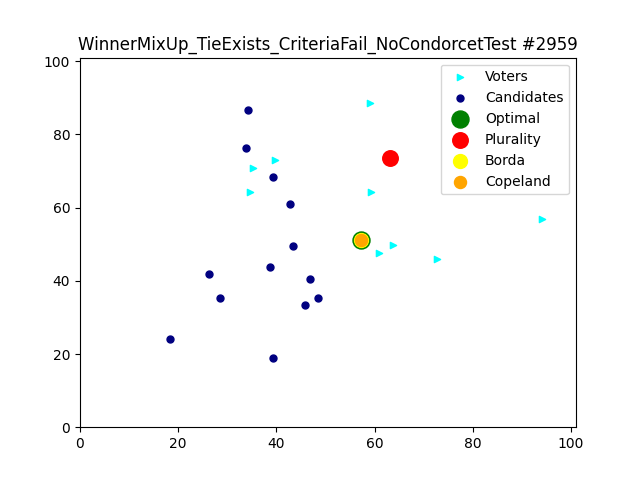 WinnerMixUp_TieExists_CriteriaFail_NoCondorcetTest #2959
100
80
60
40
20
0
0 20 40 60 80 100
Voters
Candidates
Optimal
Plurality
Borda
Copeland